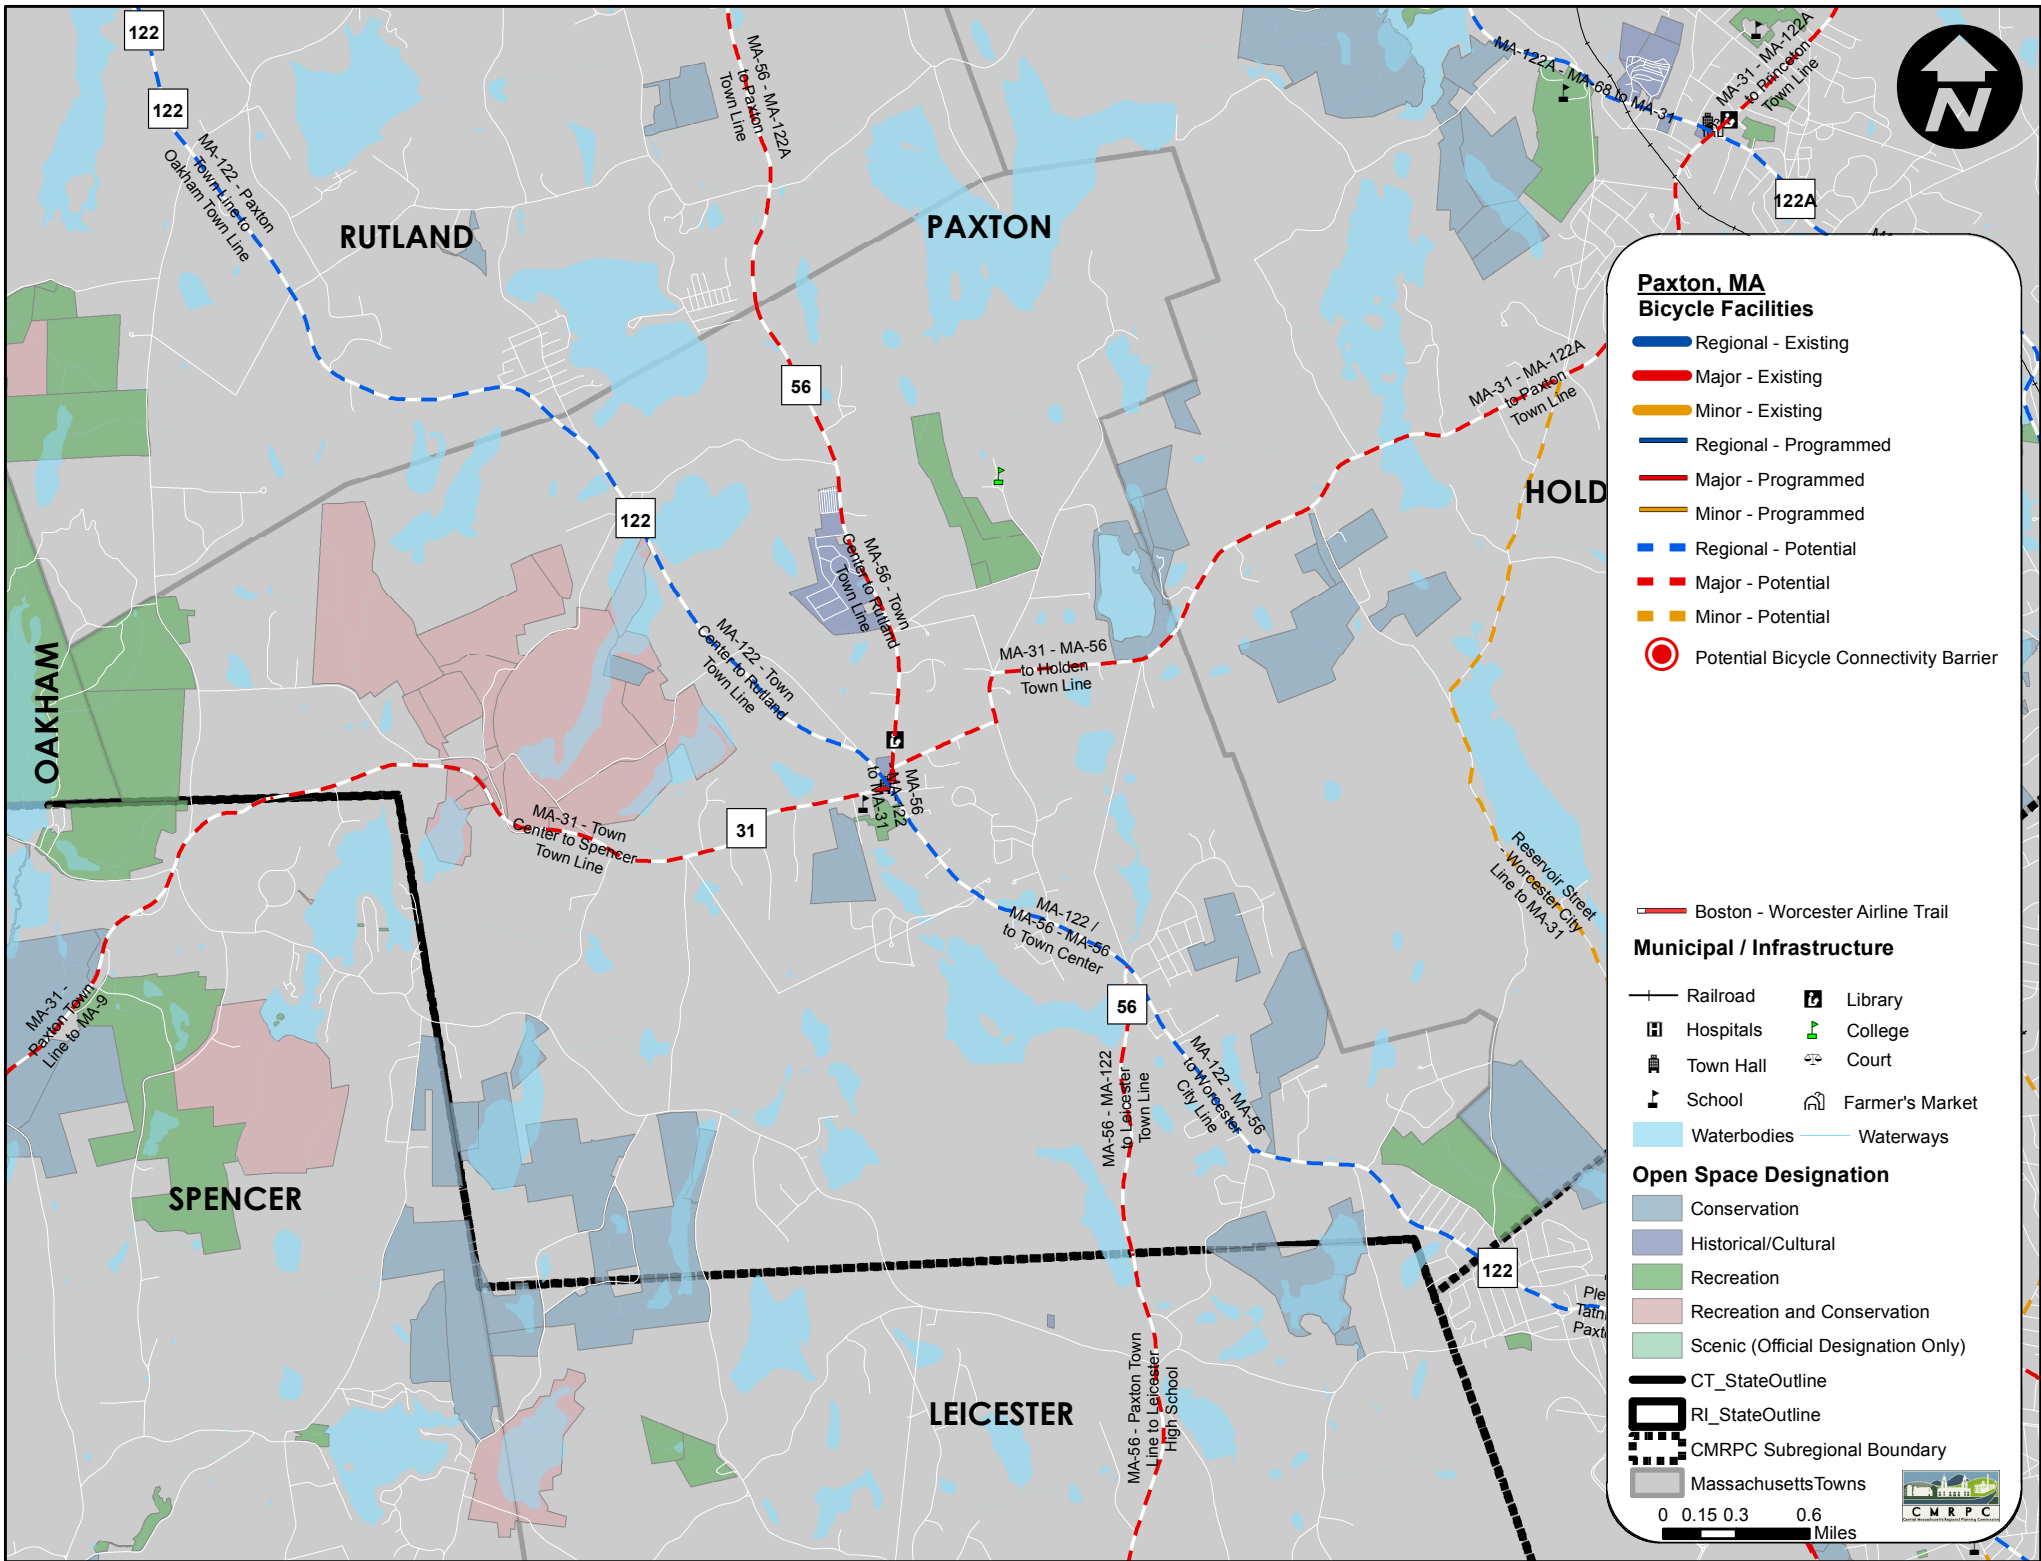 122
122
MA-122 - Paxton
Town Line to
Oakham Town Line
RUTLAND
MA-56 - MA-122A
to Paxton
Town Line
PAXTON
MA-122A - MA-68 to MA-31
MA-31 - MA-122A
to Princeton
Town Line
N
122A
56
MA-31 - MA-122A
to Paxton
Town Line
HOLD
122
MA-56 - Town
Center to Rutland
Town Line
MA-122 - Town
Center to Rutland
Town Line
MA-31 - MA-56
to Holden
Town Line
OAKHAM
MA-56
- MA-122
to MA-31
31
MA-31 - Town
Center to Spencer
Town Line
MA-122 /
MA-56 - MA-56
to Town Center
Reservoir Street
- Worcester City
Line to MA-31
MA-31 -
Paxton Town
Line to MA-9
56
MA-56 - MA-122
to Leicester
Town Line
MA-122 - MA-56
to Worcester
City Line
SPENCER
122
Ple
Tatn
Paxt
LEICESTER
MA-56 - Paxton Town
Line to Leicester
High School
Paxton, MA
Bicycle Facilities
Regional - Existing
Major - Existing
Minor - Existing
Regional - Programmed
Major - Programmed
Minor - Programmed
Regional - Potential
Major - Potential
Minor - Potential
Potential Bicycle Connectivity Barrier
Boston - Worcester Airline Trail
Municipal / Infrastructure
Railroad
Library
H Hospitals
College
Town Hall
Court
School
Farmer's Market
Waterbodies
Waterways
Open Space Designation
Conservation
Historical/Cultural
Recreation
Recreation and Conservation
Scenic (Official Designation Only)
CT_StateOutline
RI_StateOutline
CMRPC Subregional Boundary
MassachusettsTowns
0 0.15 0.3 0.6
Miles
CMRPC
Central Massachusetts Regional Planning Commission